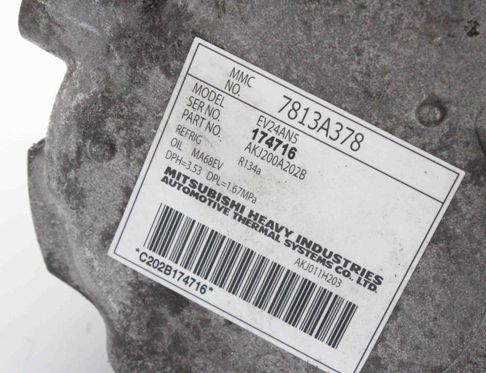 MMC NO. 7813A378
MODEL EV24AN5
SER NO. 174716
PART NO. AKJ200A202B
REFRIG R134a
OIL MA68EV
DPH=3.53 DPL=1.67MPa
MITSUBISHI HEAVY INDUSTRIES
AUTOMOTIVE THERMAL SYSTEMS CO., LTD.
AKJ011H203
*C202B174716*